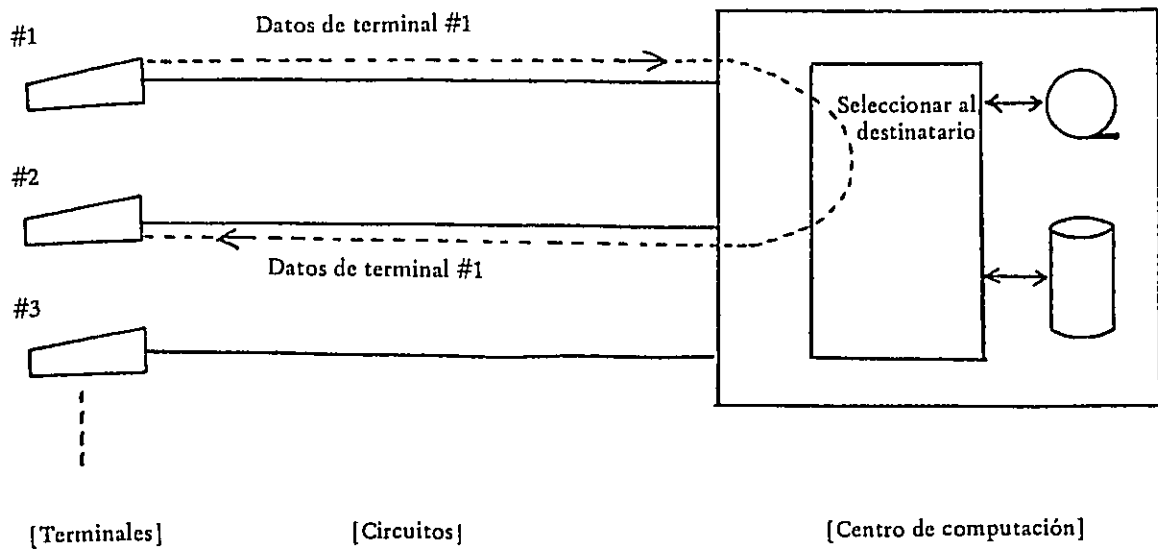 #1
Datos de terminal #1
Seleccionar al
destinatario
#2
Datos de terminal #1
#3
[Terminales]
[Circuitos]
[Centro de computación]